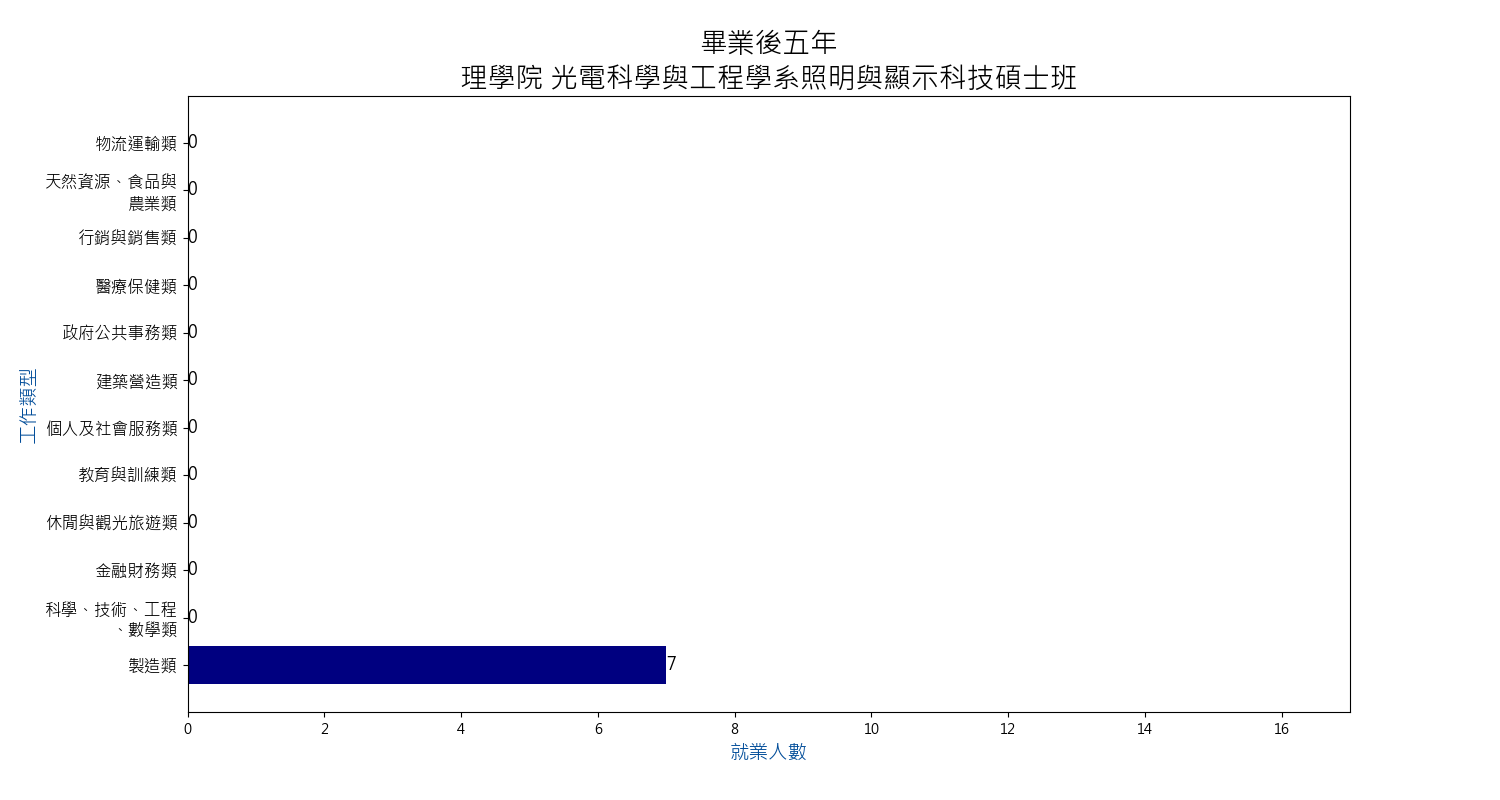 畢業後五年
理學院 光電科學與工程學系照明與顯示科技碩士班
物流運輸類 0
天然資源、食品與
農業類 0
行銷與銷售類 0
醫療保健類 0
政府公共事務類 0
建築營造類 0
個人及社會服務類 0
教育與訓練類 0
休閒與觀光旅遊類 0
金融財務類 0
科學、技術、工程
、數學類 0
製造類 7
0 2 4 6 8 10 12 14 16
就業人數
工作類型